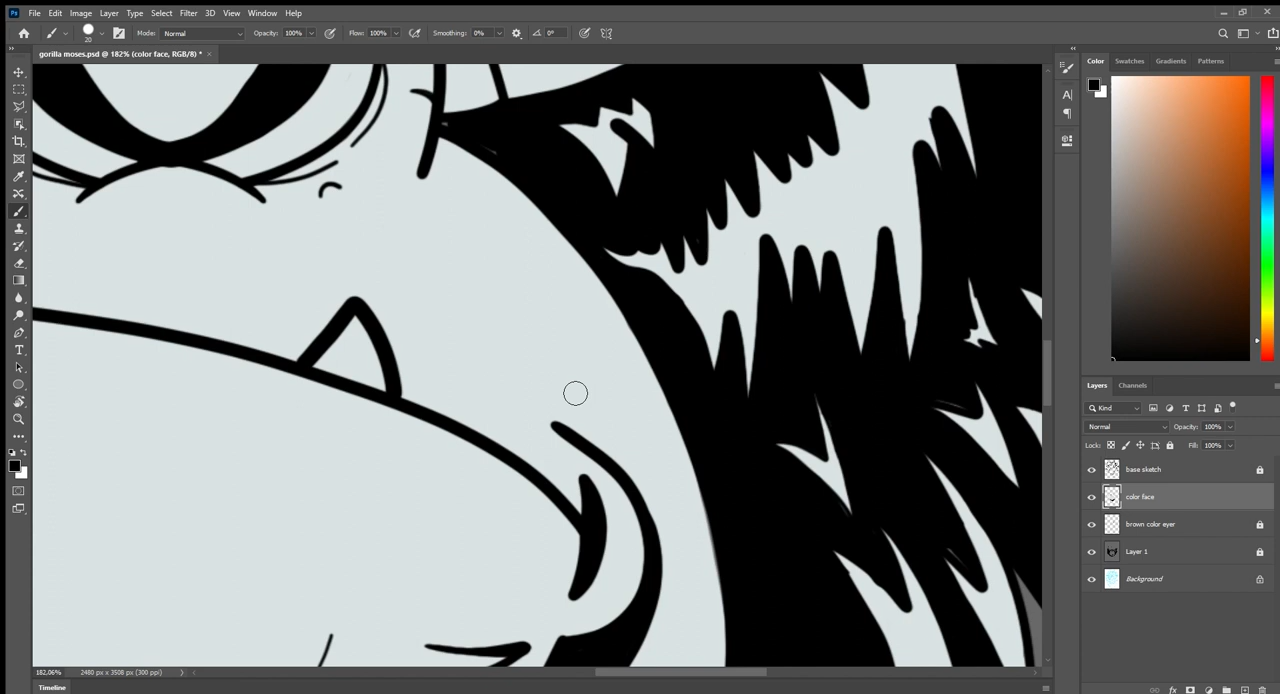 Ps File Edit Image Layer Type Select Filter 3D View Window Help
20 Mode: Normal Opacity: 100% Flow: 100% Smoothing: 0% 0°
gorilla moses.psd @ 182% (color face, RGB/8) * ×
Color Swatches Gradients Patterns
Layers Channels
Kind
Normal Opacity: 100%
Lock: Fill: 100%
base sketch
color face
brown color eyer
Layer 1
Background
182.06% 2480 px x 3508 px (300 ppi)
Timeline